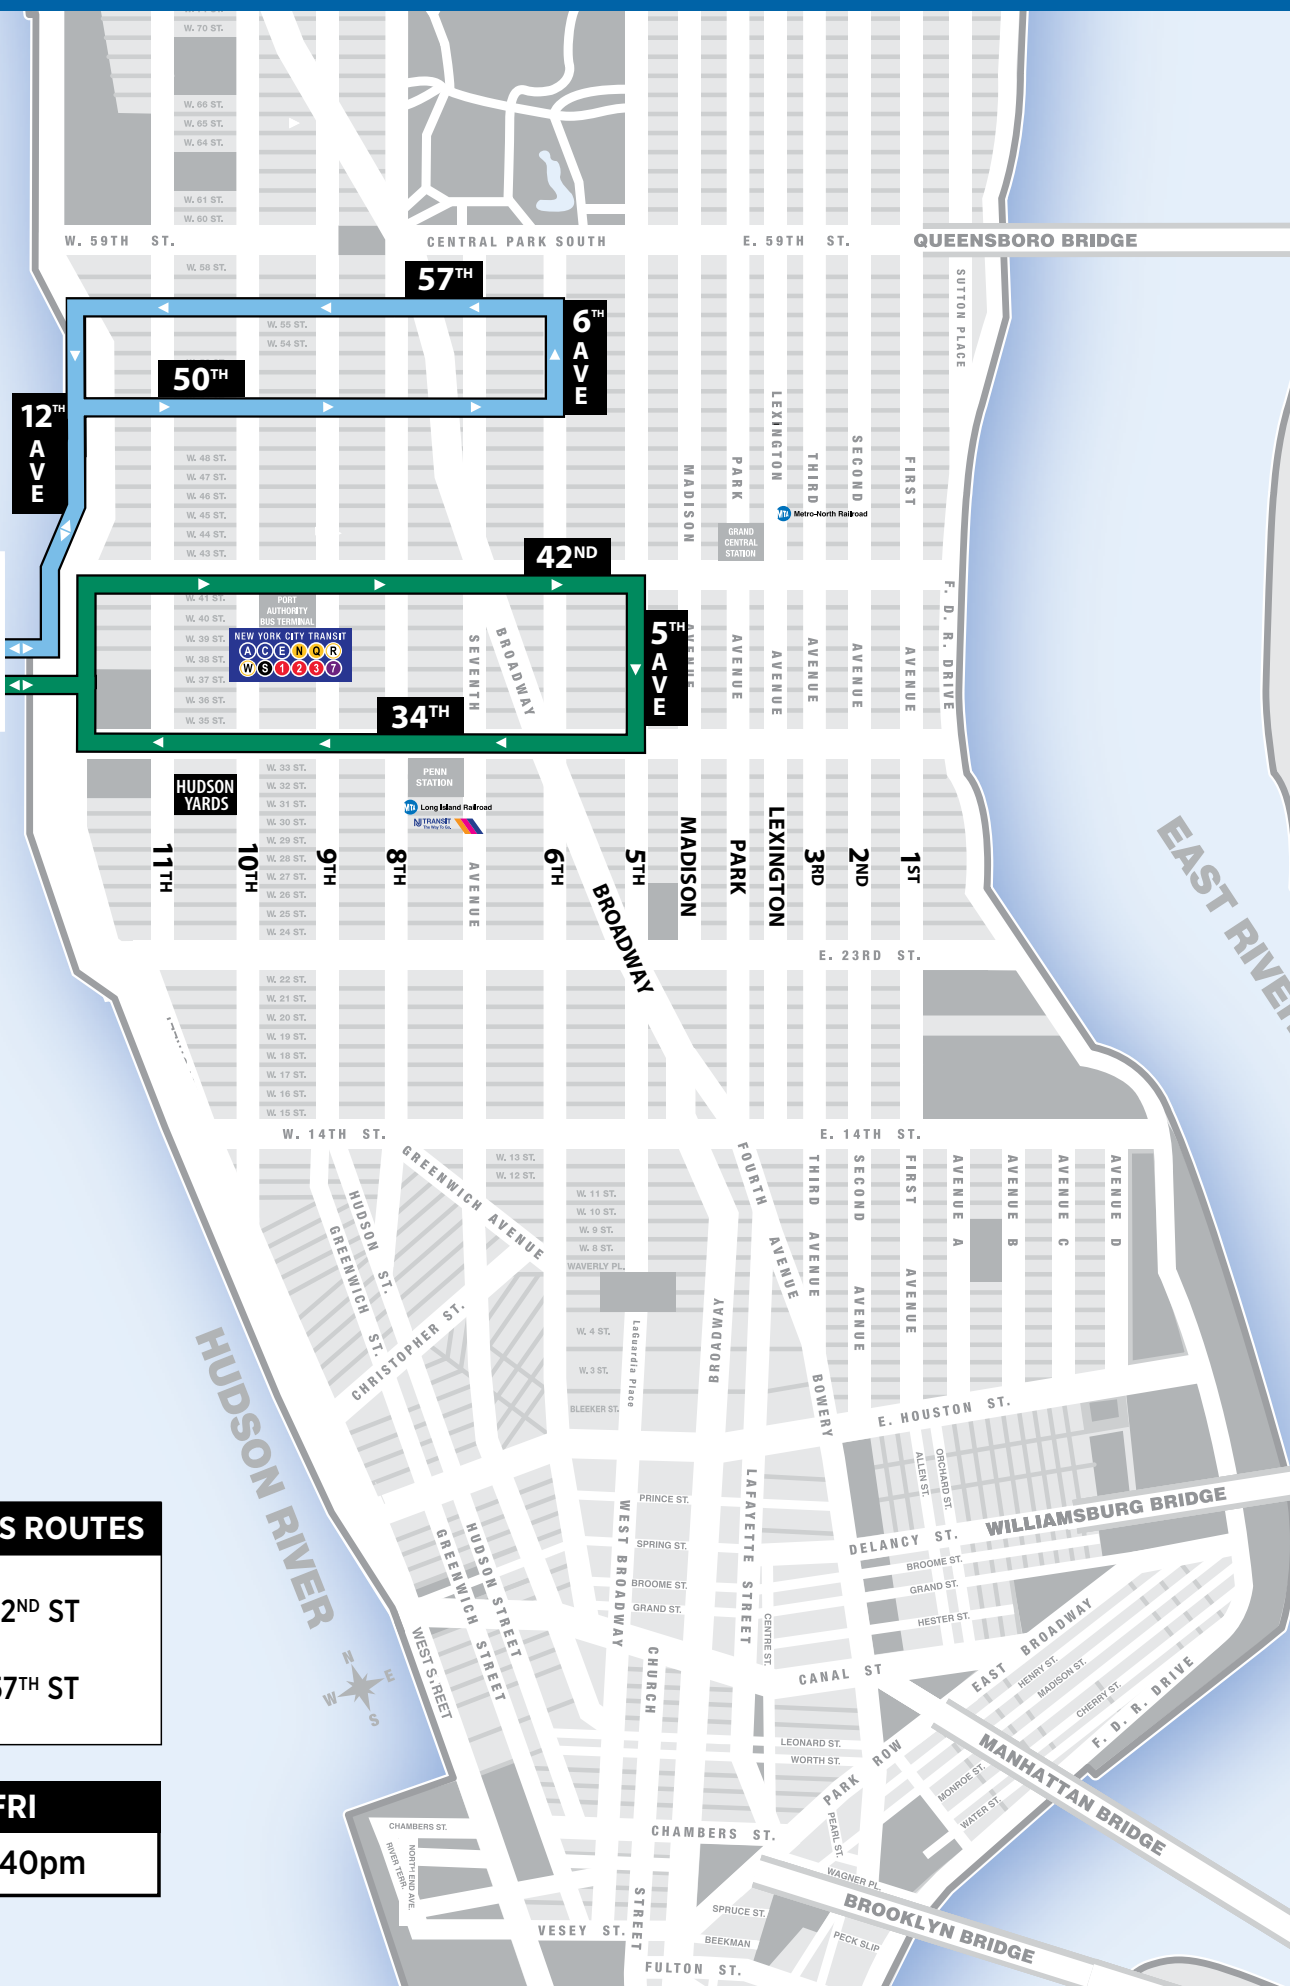 W. 70 ST.
W. 66 ST.
W. 65 ST.
W. 64 ST.
W. 61 ST.
W. 60 ST.
W. 59TH ST.
CENTRAL PARK SOUTH
E. 59TH ST.
QUEENSBORO BRIDGE
W. 58 ST.
57TH
SUTTON PLACE
6TH AVE
W. 55 ST.
W. 54 ST.
50TH
12TH AVE
LEXINGTON
MADISON
PARK
THIRD
SECOND
FIRST
W. 48 ST.
W. 47 ST.
W. 46 ST.
W. 45 ST.
W. 44 ST.
W. 43 ST.
MTA Metro-North Railroad
GRAND
CENTRAL
STATION
42ND
W. 41 ST.
W. 40 ST.
W. 39 ST.
W. 38 ST.
W. 37 ST.
W. 36 ST.
W. 35 ST.
PORT
AUTHORITY
BUS TERMINAL
NEW YORK CITY TRANSIT
A C E N Q R
W S 1 2 3 7
SEVENTH
BROADWAY
5TH AVE
AVENUE
AVENUE
AVENUE
AVENUE
AVENUE
AVENUE
F. D. R. DRIVE
34TH
HUDSON
YARDS
W. 33 ST.
W. 32 ST.
W. 31 ST.
W. 30 ST.
W. 29 ST.
W. 28 ST.
W. 27 ST.
W. 26 ST.
W. 25 ST.
W. 24 ST.
PENN
STATION
MTA Long Island Railroad
NJ TRANSIT
The Way To Go.
11TH
10TH
9TH
8TH
AVENUE
6TH
5TH
BROADWAY
MADISON
PARK
LEXINGTON
3RD
2ND
1ST
EAST RIVER
E. 23RD ST.
W. 22 ST.
W. 21 ST.
W. 20 ST.
W. 19 ST.
W. 18 ST.
W. 17 ST.
W. 16 ST.
W. 15 ST.
W. 14TH ST.
E. 14TH ST.
GREENWICH AVENUE
W. 13 ST.
W. 12 ST.
W. 11 ST.
W. 10 ST.
W. 9 ST.
W. 8 ST.
WAVERLY PL.
W. 4 ST.
W. 3 ST.
BLEEKER ST.
HUDSON ST.
GREENWICH ST.
CHRISTOPHER ST.
LaGuardia Place
BROADWAY
FOURTH AVENUE
THIRD AVENUE
SECOND AVENUE
FIRST AVENUE
AVENUE A
AVENUE B
AVENUE C
AVENUE D
BOWERY
E. HOUSTON ST.
HUDSON RIVER
ALLEN ST.
ORCHARD ST.
WILLIAMSBURG BRIDGE
DELANCY ST.
BROOME ST.
GRAND ST.
HESTER ST.
PRINCE ST.
SPRING ST.
BROOME ST.
GRAND ST.
WEST BROADWAY
LAFAYETTE STREET
CENTRE ST.
HUDSON STREET
GREENWICH STREET
WEST S.REET
CHURCH
CANAL ST
EAST BROADWAY
HENRY ST.
MADISON ST.
CHERRY ST.
F. D. R. DRIVE
N
E
W
S
S ROUTES
2ND ST
57TH ST
FRI
40pm
LEONARD ST.
WORTH ST.
PARK ROW
MONROE ST.
WATER ST.
MANHATTAN BRIDGE
CHAMBERS ST.
CHAMBERS ST.
RIVER TERR.
NORTH END AVE.
PEARL ST.
WAGNER PL.
BROOKLYN BRIDGE
STREET
VESEY ST.
SPRUCE ST.
BEEKMAN
PECK SLIP
FULTON ST.